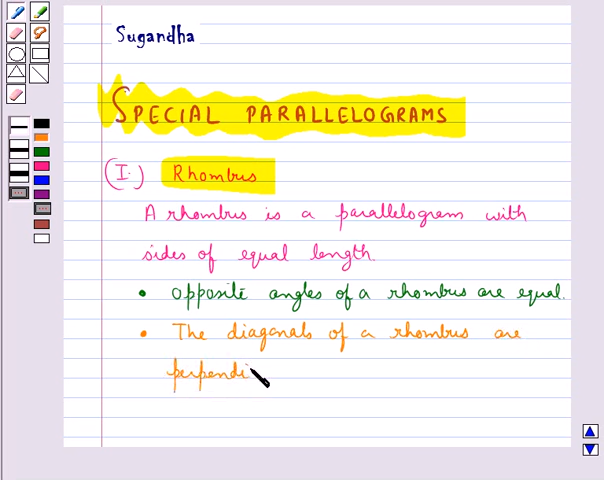 Sugandha
SPECIAL PARALLELOGRAMS
(I.) Rhombus
A rhombus is a parallelogram with
sides of equal length.
• Opposite angles of a rhombus are equal.
• The diagonals of a rhombus are
perpendi